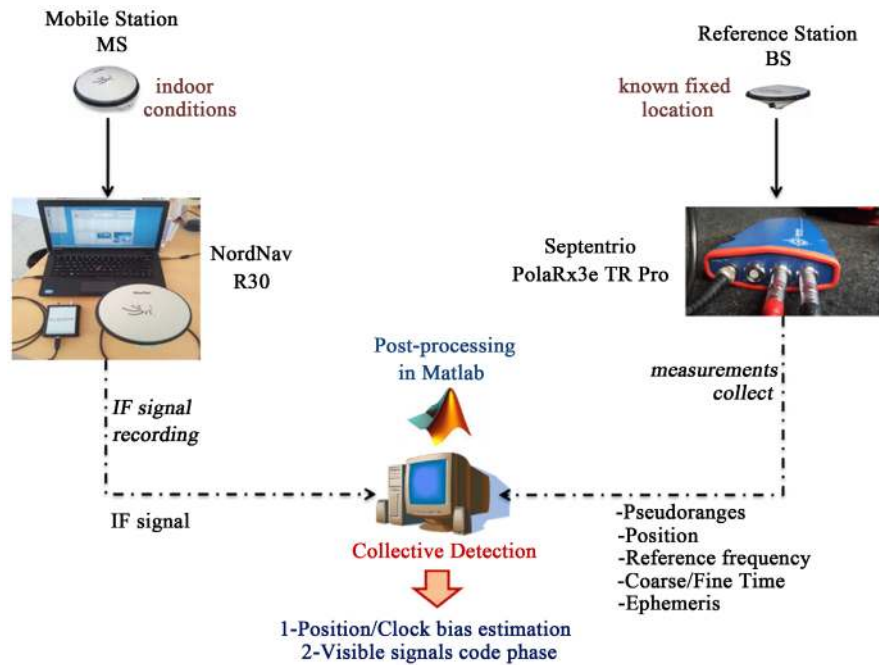 Mobile Station
MS
indoor
conditions
Reference Station
BS
known fixed
location
NordNav
R30
Septentrio
PolaRx3e TR Pro
Post-processing
in Matlab
IF signal
recording
measurements
collect
IF signal
Collective Detection
-Pseudoranges
-Position
-Reference frequency
-Coarse/Fine Time
-Ephemeris
1-Position/Clock bias estimation
2-Visible signals code phase